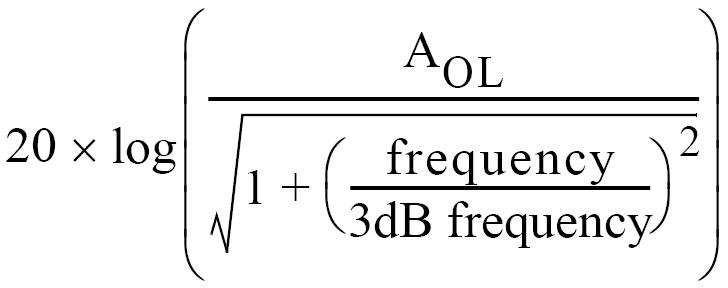 20 × log(A_OL / √(1 + (frequency / 3dB frequency)²))